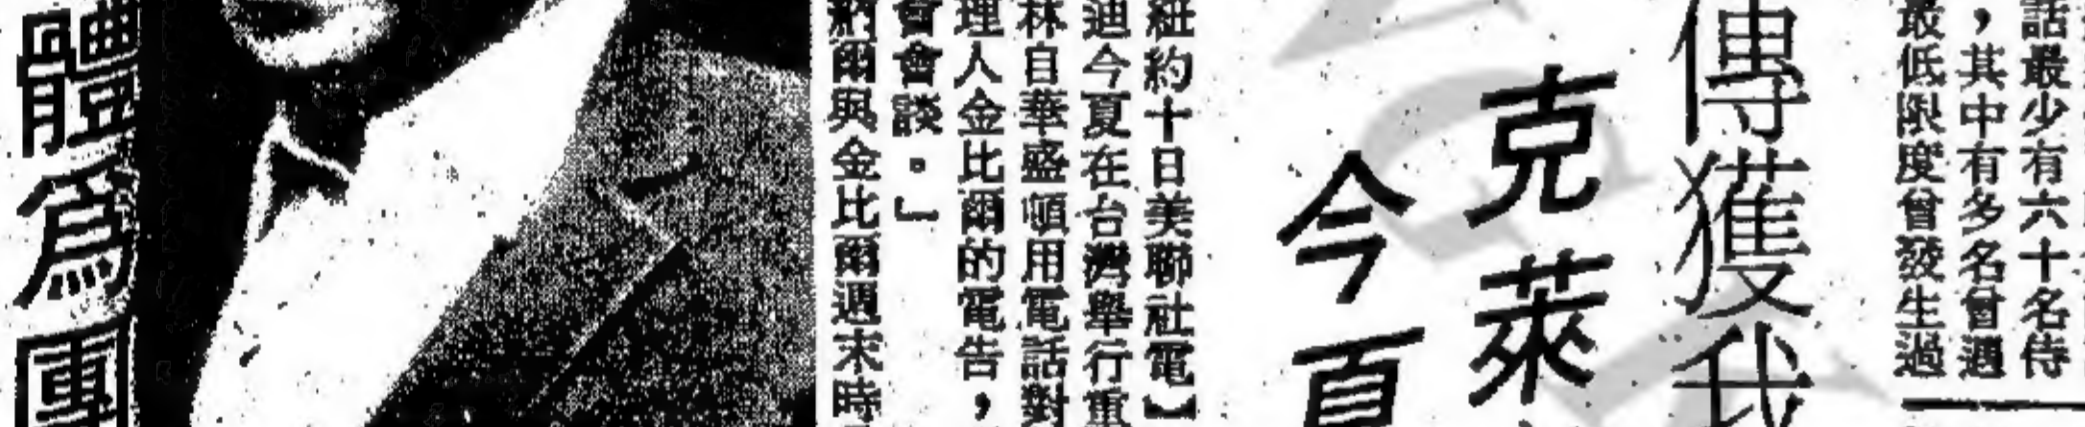 話最少有六十名侍
，其中有多名曾遇
最低限度曾發生過
傳獲我
克萊
今夏
紐約十日美聯社電】
迪今夏在台灣舉行重
林自華盛頓用電話對
理人金比爾的電告，
會會談。」
納爾與金比爾週末時
體為團